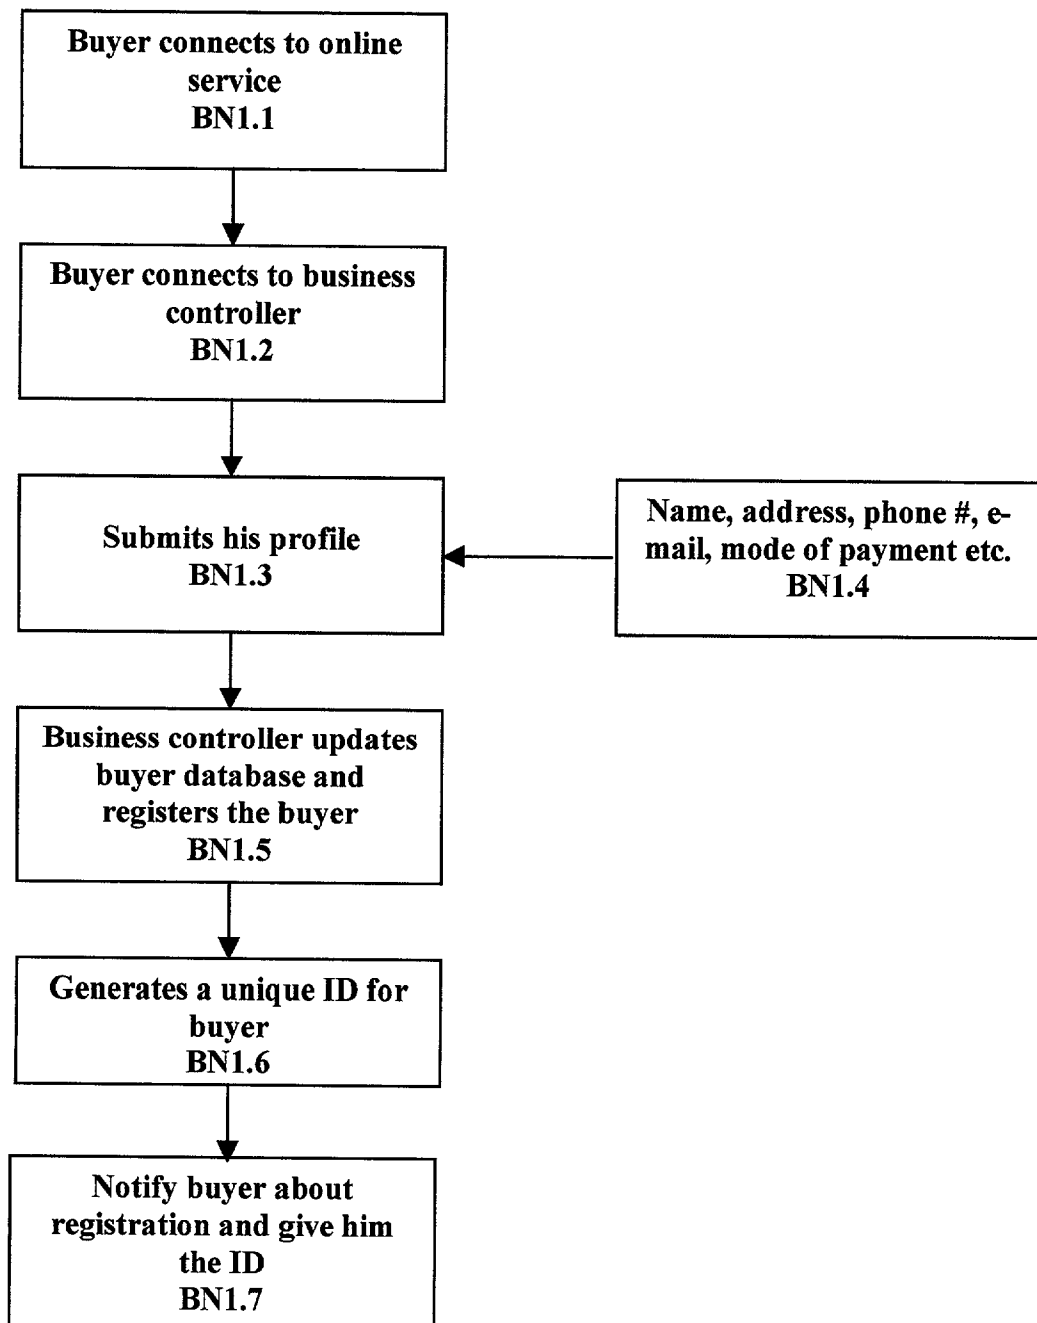 Buyer connects to online
service
BN1.1
Buyer connects to business
controller
BN1.2
Submits his profile
BN1.3
Name, address, phone #, e-
mail, mode of payment etc.
BN1.4
Business controller updates
buyer database and
registers the buyer
BN1.5
Generates a unique ID for
buyer
BN1.6
Notify buyer about
registration and give him
the ID
BN1.7